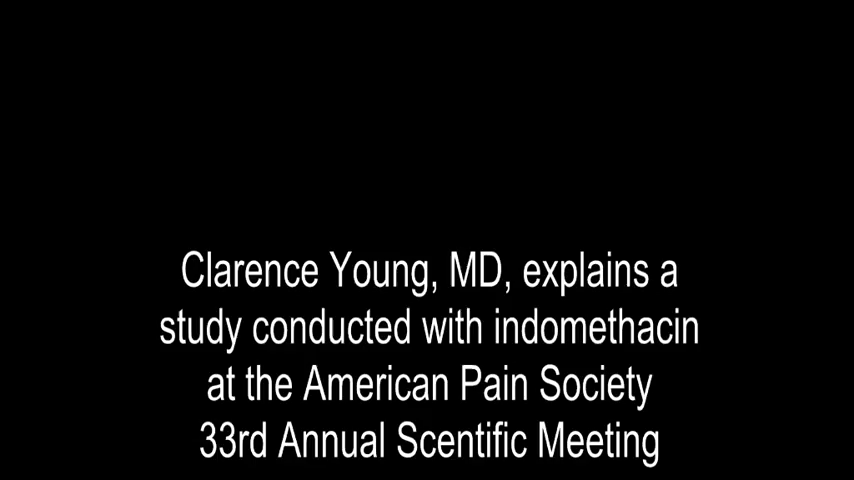 Clarence Young, MD, explains a
study conducted with indomethacin
at the American Pain Society
33rd Annual Scentific Meeting